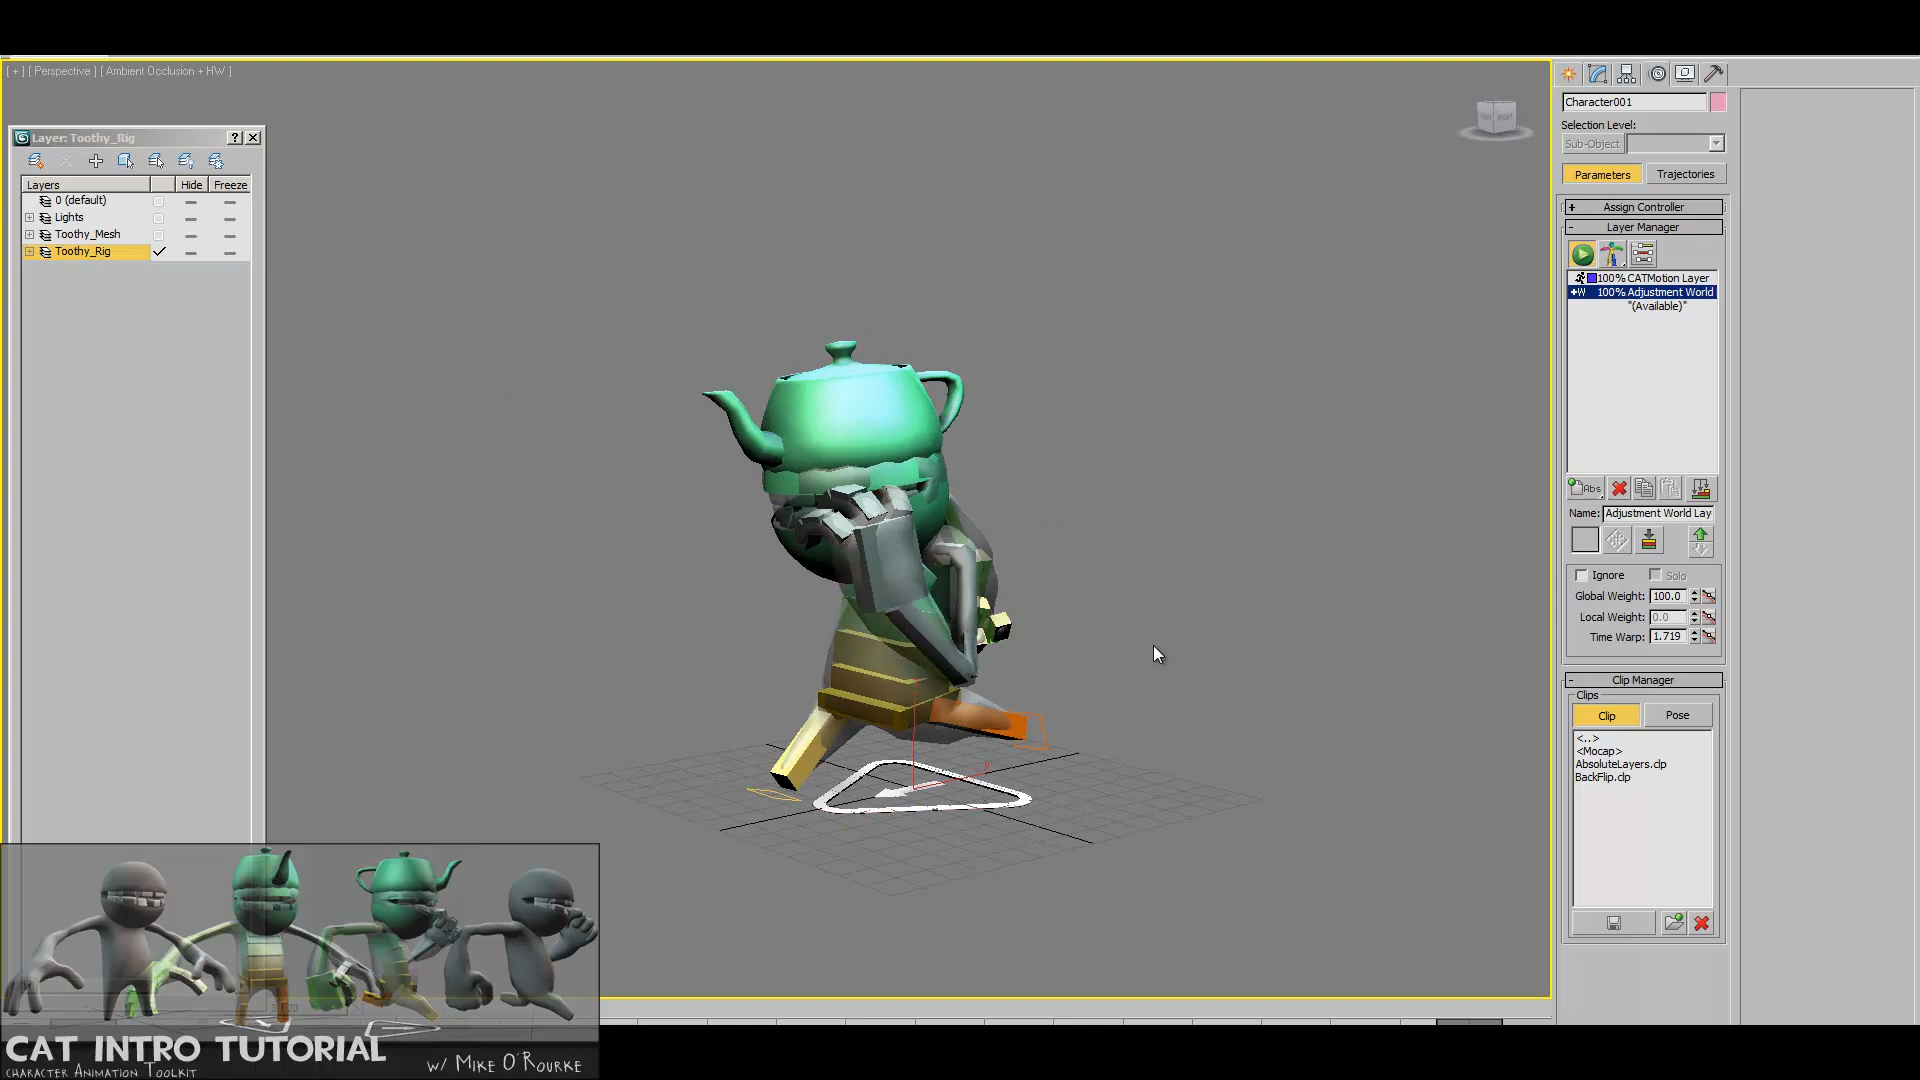 [ + ] [ Perspective ] [ Ambient Occlusion + HW ]
Layer: Toothy_Rig
?
Layers Hide Freeze
0 (default)
Lights
Toothy_Mesh
Toothy_Rig
Character001
Selection Level:
Sub-Object
Parameters Trajectories
+ Assign Controller
- Layer Manager
100% CATMotion Layer
+W 100% Adjustment World
"(Available)"
Abs
Name: Adjustment World Lay
Ignore Solo
Global Weight: 100.0
Local Weight: 0.0
Time Warp: 1.719
- Clip Manager
Clips
Clip Pose
<..>
<Mocap>
AbsoluteLayers.clp
BackFlip.clp
CAT INTRO TUTORIAL
CHARACTER ANIMATION TOOLKIT
W/ MIKE O'ROURKE